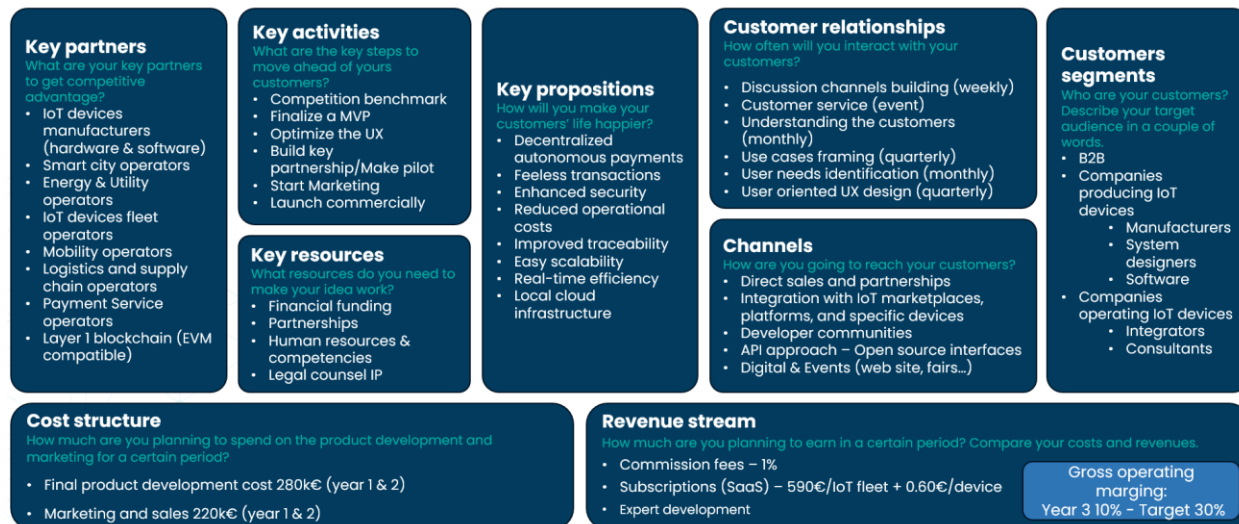 Key partners
What are your key partners
to get competitive
advantage?
• IoT devices
manufacturers
(hardware & software)
• Smart city operators
• Energy & Utility
operators
• IoT devices fleet
operators
• Mobility operators
• Logistics and supply
chain operators
• Payment Service
operators
• Layer 1 blockchain (EVM
compatible)
Key activities
What are the key steps to
move ahead of yours
customers?
• Competition benchmark
• Finalize a MVP
• Optimize the UX
• Build key
partnership/Make pilot
• Start Marketing
• Launch commercially
Key resources
What resources do you need to
make your idea work?
• Financial funding
• Partnerships
• Human resources &
competencies
• Legal counsel IP
Key propositions
How will you make your
customers' life happier?
• Decentralized
autonomous payments
• Feeless transactions
• Enhanced security
• Reduced operational
costs
• Improved traceability
• Easy scalability
• Real-time efficiency
• Local cloud
infrastructure
Customer relationships
How often will you interact with your
customers?
• Discussion channels building (weekly)
• Customer service (event)
• Understanding the customers
(monthly)
• Use cases framing (quarterly)
• User needs identification (monthly)
• User oriented UX design (quarterly)
Channels
How are you going to reach your customers?
• Direct sales and partnerships
• Integration with IoT marketplaces,
platforms, and specific devices
• Developer communities
• API approach – Open source interfaces
• Digital & Events (web site, fairs…)
Customers
segments
Who are your customers?
Describe your target
audience in a couple of
words.
• B2B
• Companies
producing IoT
devices
• Manufacturers
• System
designers
• Software
• Companies
operating IoT devices
• Integrators
• Consultants
Cost structure
How much are you planning to spend on the product development and
marketing for a certain period?
• Final product development cost 280k€ (year 1 & 2)
• Marketing and sales 220k€ (year 1 & 2)
Revenue stream
How much are you planning to earn in a certain period? Compare your costs and revenues.
• Commission fees – 1%
• Subscriptions (SaaS) – 590€/IoT fleet + 0.60€/device
• Expert development
Gross operating
marging:
Year 3 10% - Target 30%